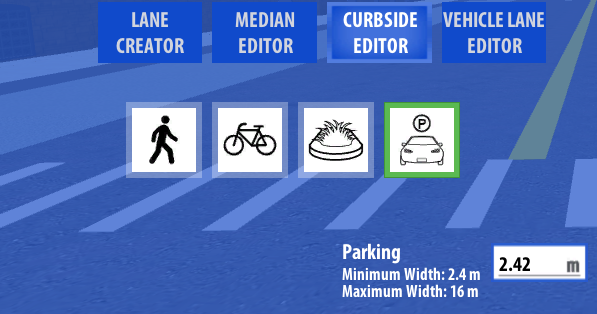 LANE
CREATOR
MEDIAN
EDITOR
CURBSIDE
EDITOR
VEHICLE LANE
EDITOR
P
Parking
Minimum Width: 2.4 m
Maximum Width: 16 m
2.42 m